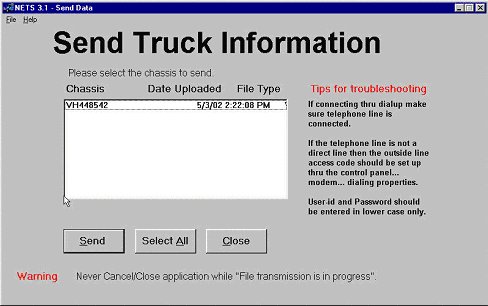 NETS 3.1 - Send Data
File Help
Send Truck Information
Please select the chassis to send.
Chassis Date Uploaded File Type
VH448542 5/3/02 2:22:08 PM
Send Select All Close
Tips for troubleshooting
If connecting thru dialup make
sure telephone line is
connected.
If the telephone line is not a
direct line then the outside line
access code should be set up
thru the control panel...
modem... dialing properties.
User-id and Password should
be entered in lower case only.
Warning Never Cancel/Close application while "File transmission is in progress".